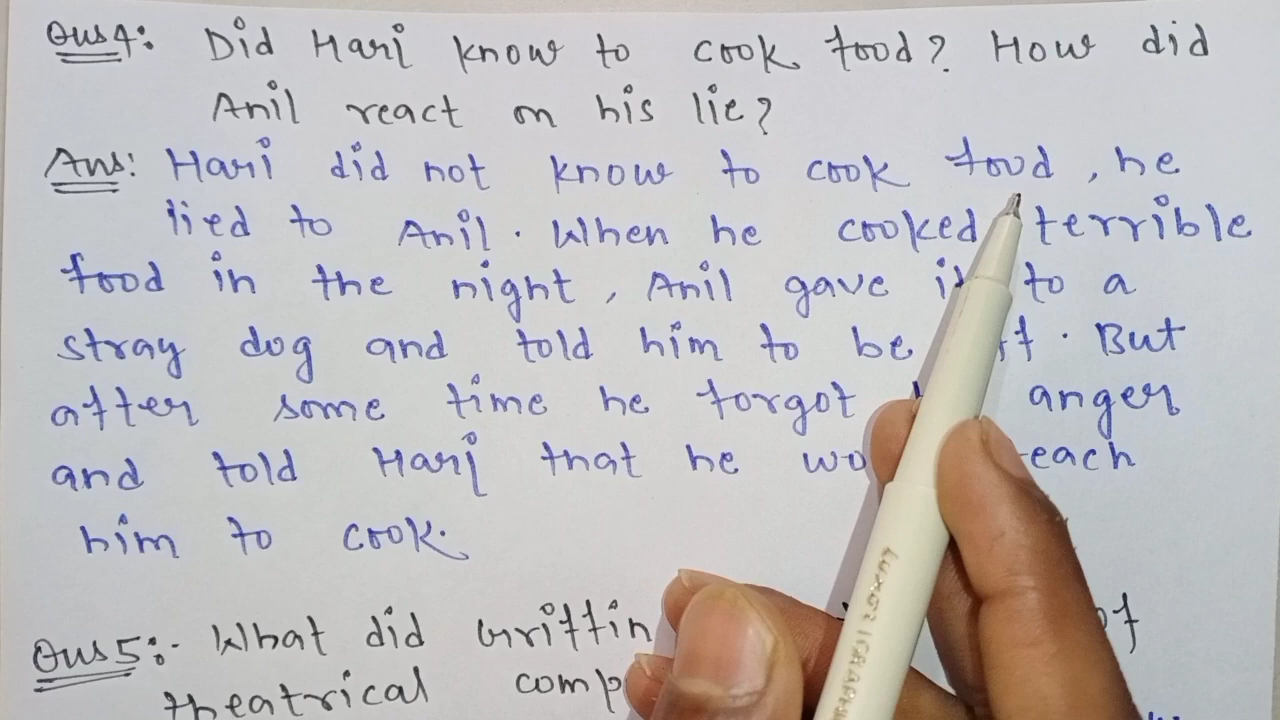 Qus4: Did Hari know to cook food? How did
Anil react on his lie?
Ans: Hari did not know to cook food, he
lied to Anil. When he cooked terrible
food in the night, Anil gave it to a
stray dog and told him to be
after some time he forgot anger
and told Hari that he
him to cook.
Qus5:- What did Griffin of
theatrical
LUXOR